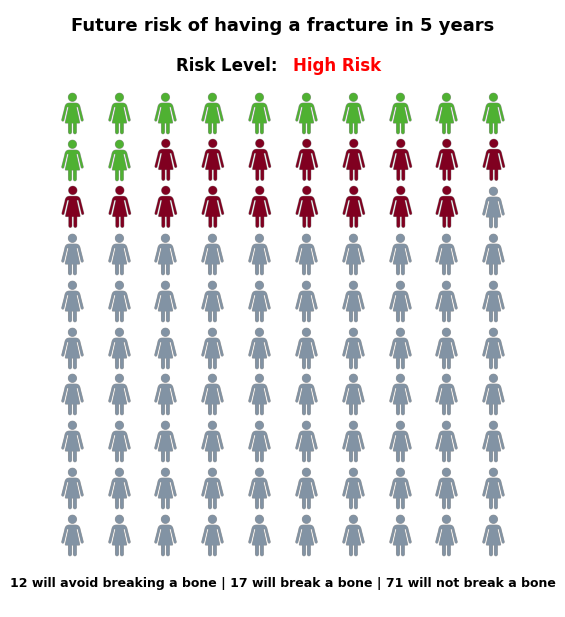 Future risk of having a fracture in 5 years
Risk Level: High Risk
12 will avoid breaking a bone | 17 will break a bone | 71 will not break a bone